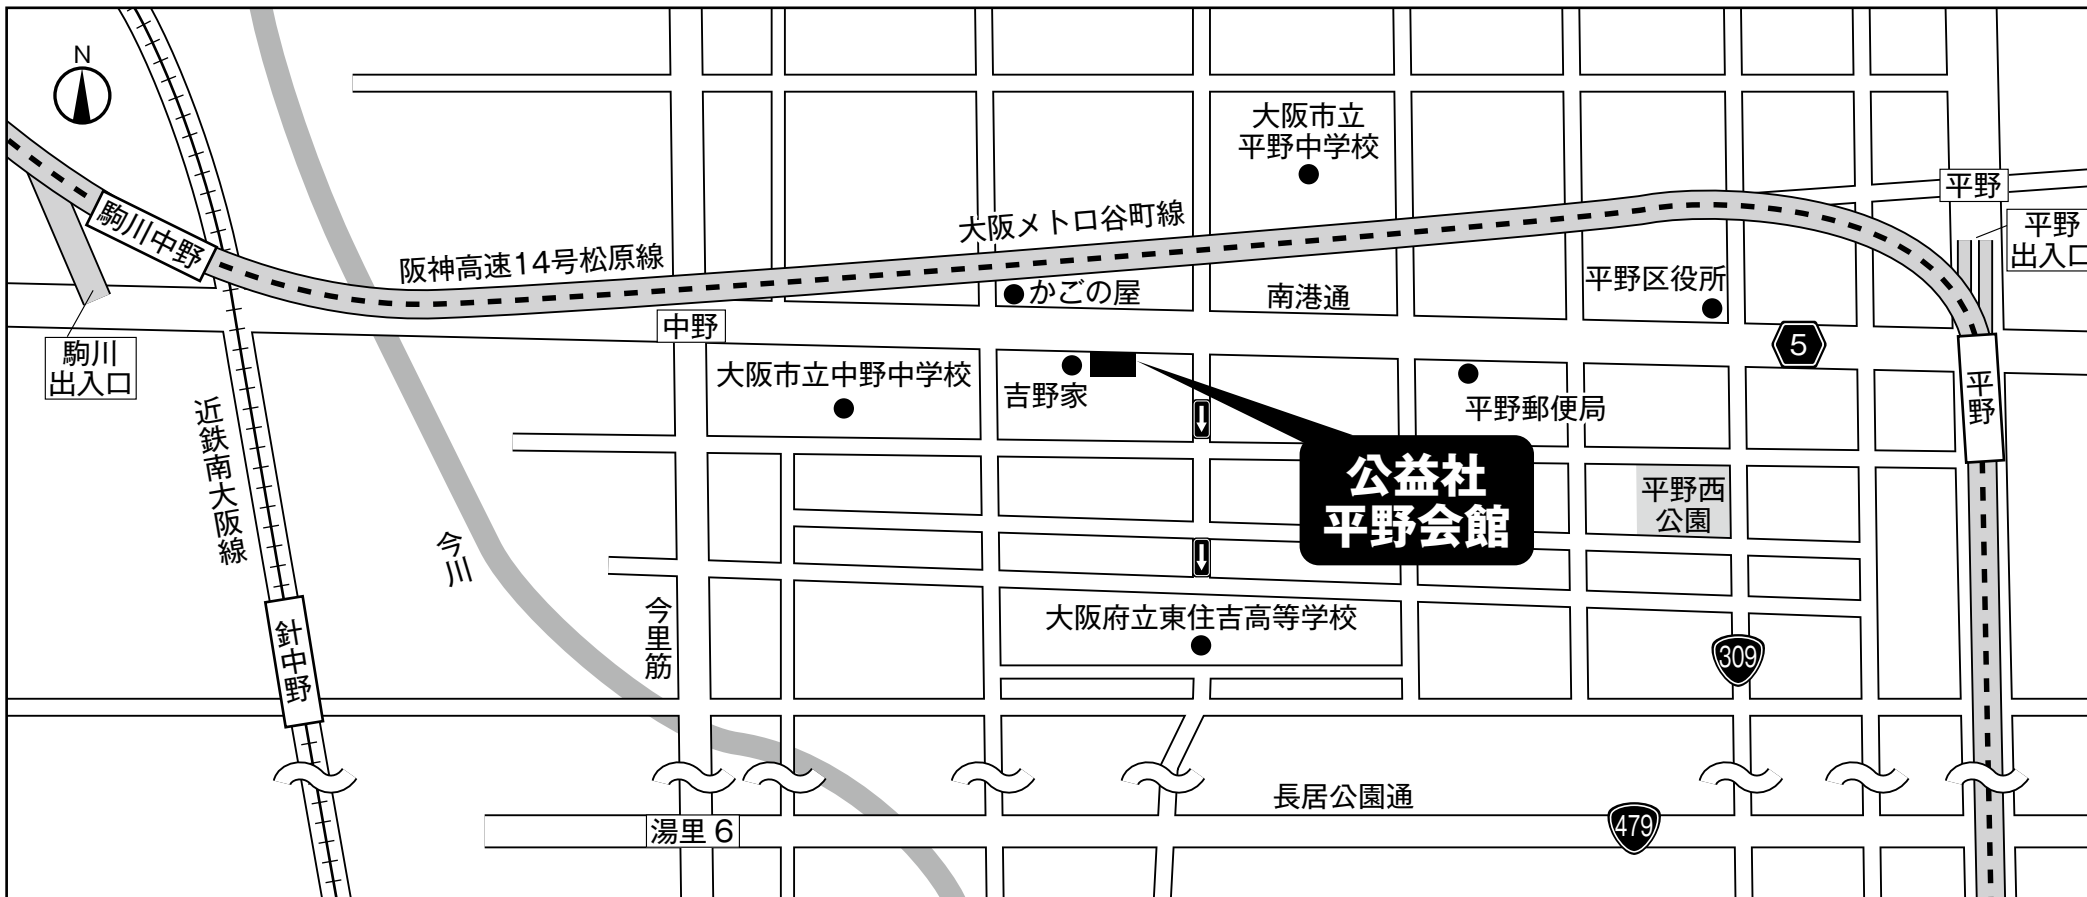 N
大阪市立
平野中学校
平野
平野
出入口
駒川中野
大阪メトロ谷町線
阪神高速14号松原線
かごの屋
南港通
平野区役所
中野
5
駒川
出入口
大阪市立中野中学校
吉野家
平野郵便局
平野
近鉄南大阪線
公益社
平野会館
平野西
公園
今川
今里筋
大阪府立東住吉高等学校
針中野
309
長居公園通
湯里6
479